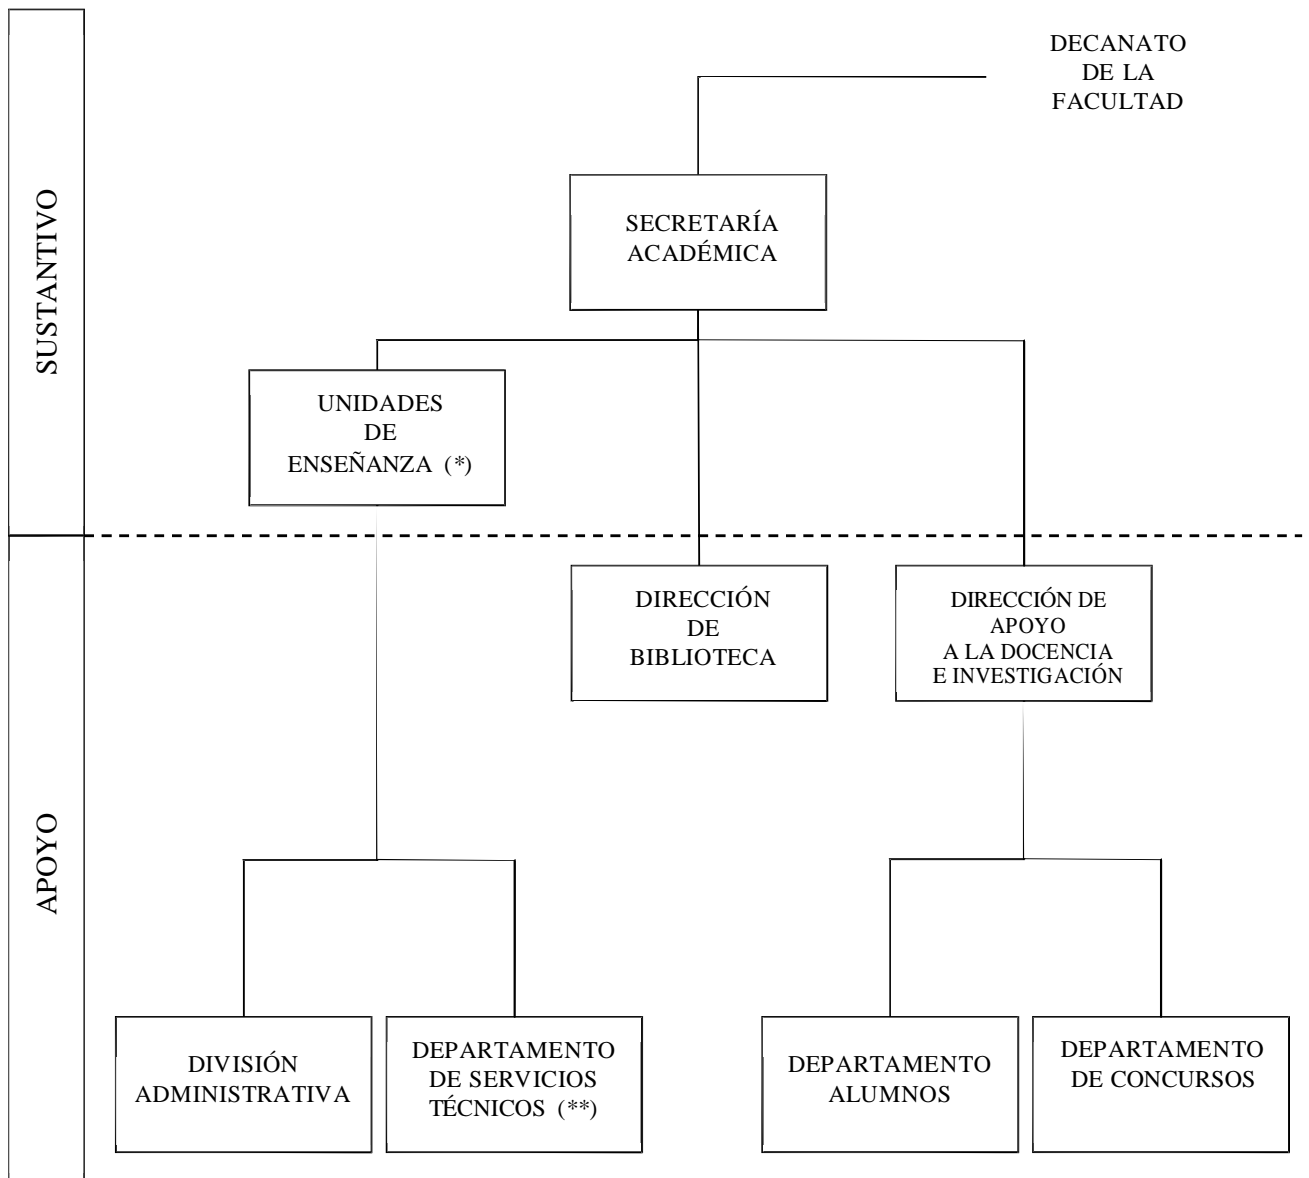 DECANATO
DE LA
FACULTAD
SUSTANTIVO
SECRETARÍA
ACADÉMICA
UNIDADES
DE
ENSEÑANZA (*)
APOYO
DIRECCIÓN
DE
BIBLIOTECA
DIRECCIÓN DE
APOYO
A LA DOCENCIA
E INVESTIGACIÓN
DIVISIÓN
ADMINISTRATIVA
DEPARTAMENTO
DE SERVICIOS
TÉCNICOS (**)
DEPARTAMENTO
ALUMNOS
DEPARTAMENTO
DE CONCURSOS